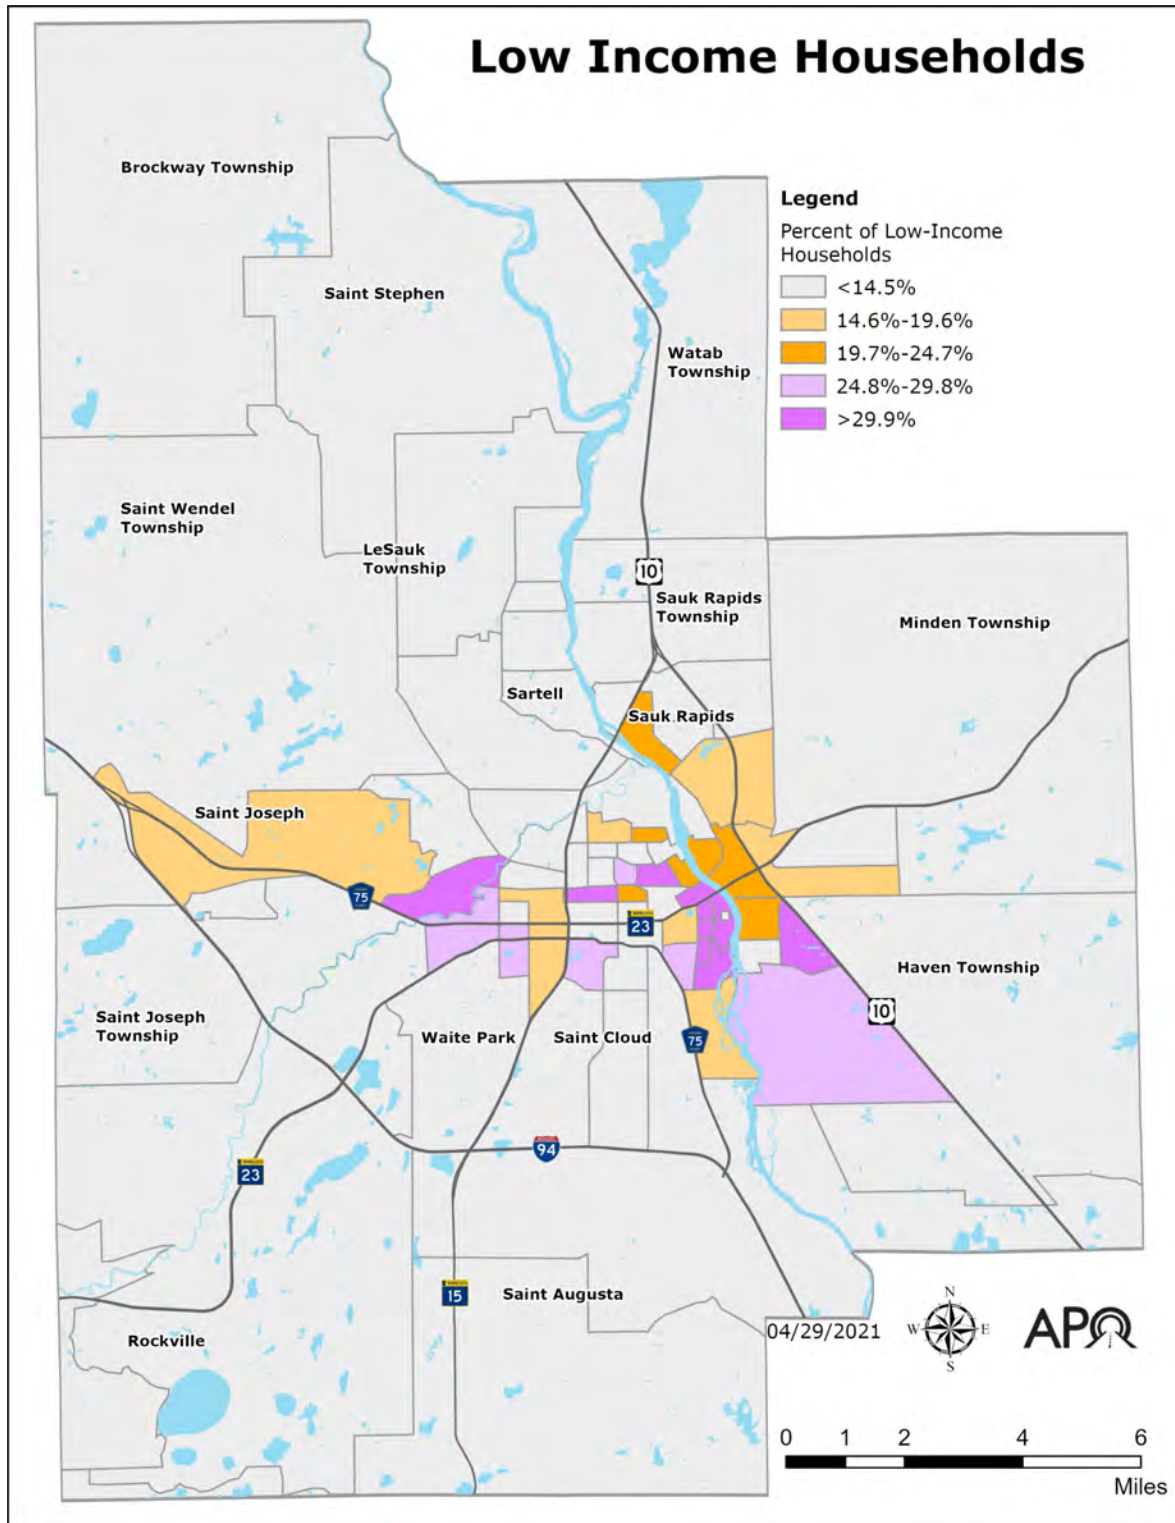 Low Income Households
Brockway Township
Legend
Percent of Low-Income
Households
<14.5%
14.6%-19.6%
19.7%-24.7%
24.8%-29.8%
>29.9%
Saint Stephen
Watab
Township
Saint Wendel
Township
LeSauk
Township
10
Sauk Rapids
Township
Minden Township
Sartell
Sauk Rapids
Saint Joseph
75
23
Haven Township
10
Saint Joseph
Township
Waite Park
Saint Cloud
75
94
23
15
Saint Augusta
Rockville
04/29/2021
N
W
E
S
APO
0
1
2
4
6
Miles